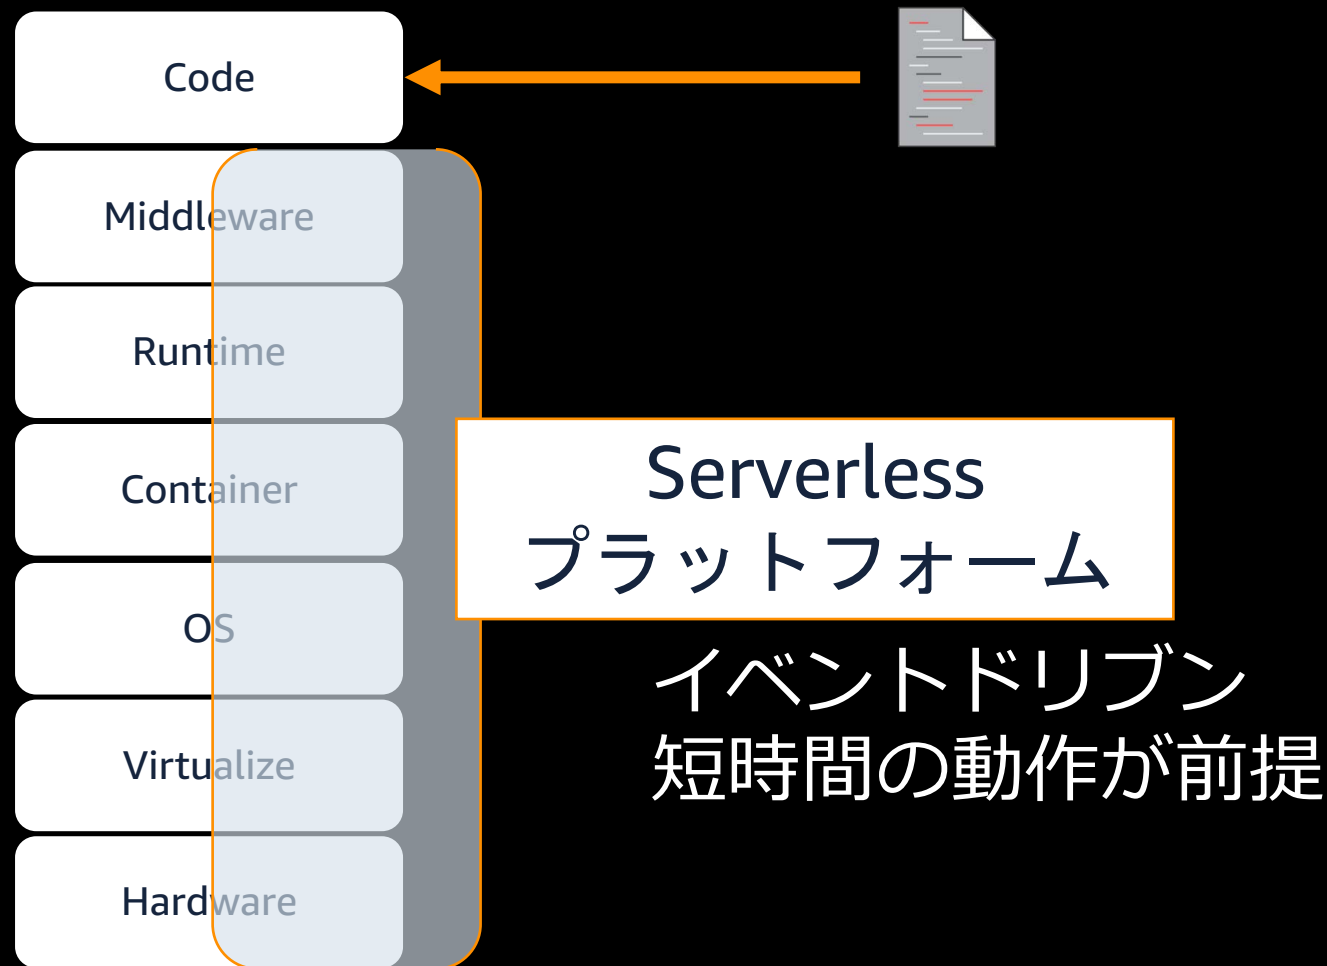 Code
Middleware
Runtime
Container
OS
Virtualize
Hardware
Serverless
プラットフォーム
イベントドリブン
短時間の動作が前提